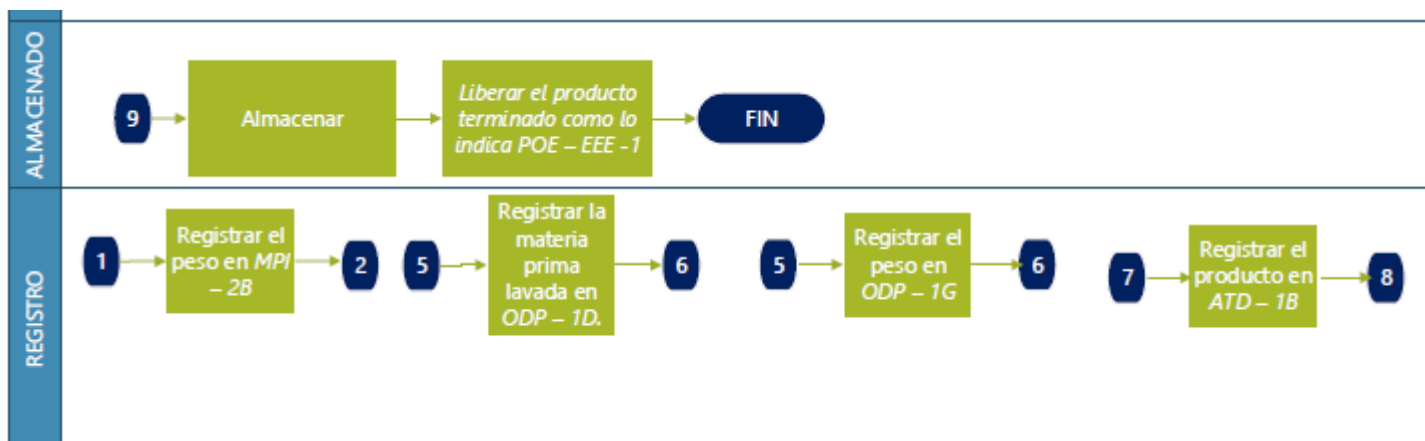 ALMACENADO
9
Almacenar
Liberar el producto
terminado como lo
indica POE – EEE -1
FIN
REGISTRO
1
Registrar el
peso en MPI
– 2B
2
5
Registrar la
materia
prima
lavada en
ODP – 1D.
6
5
Registrar el
peso en
ODP – 1G
6
7
Registrar el
producto en
ATD – 1B
8